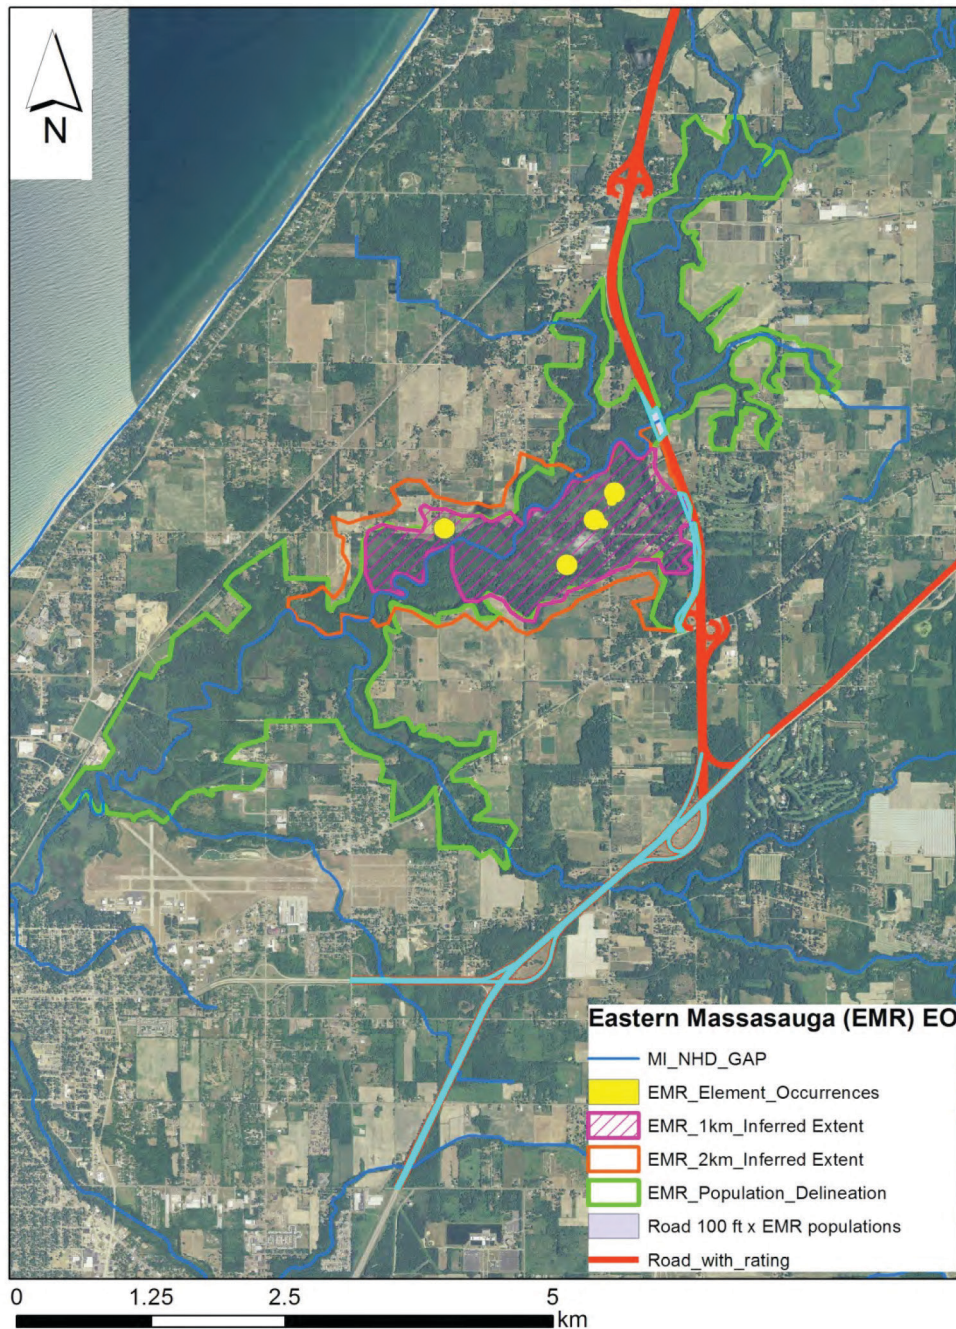 N
Eastern Massasauga (EMR) EO
MI_NHD_GAP
EMR_Element_Occurrences
EMR_1km_Inferred Extent
EMR_2km_Inferred Extent
EMR_Population_Delineation
Road 100 ft x EMR populations
Road_with_rating
0 1.25 2.5 5
km